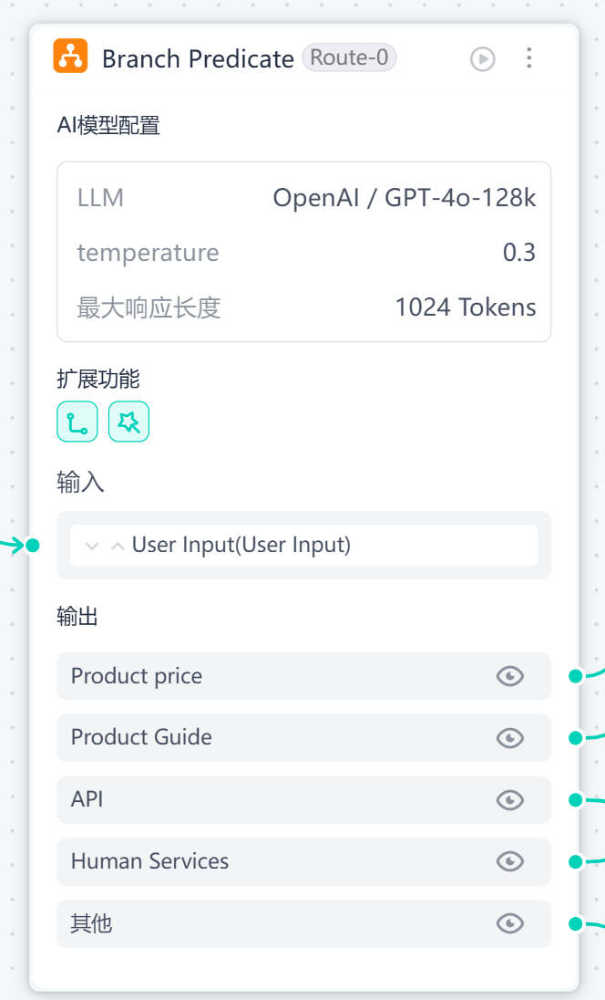 Branch Predicate Route-0
AI模型配置
LLM OpenAI / GPT-4o-128k
temperature 0.3
最大响应长度 1024 Tokens
扩展功能
输入
User Input(User Input)
输出
Product price
Product Guide
API
Human Services
其他